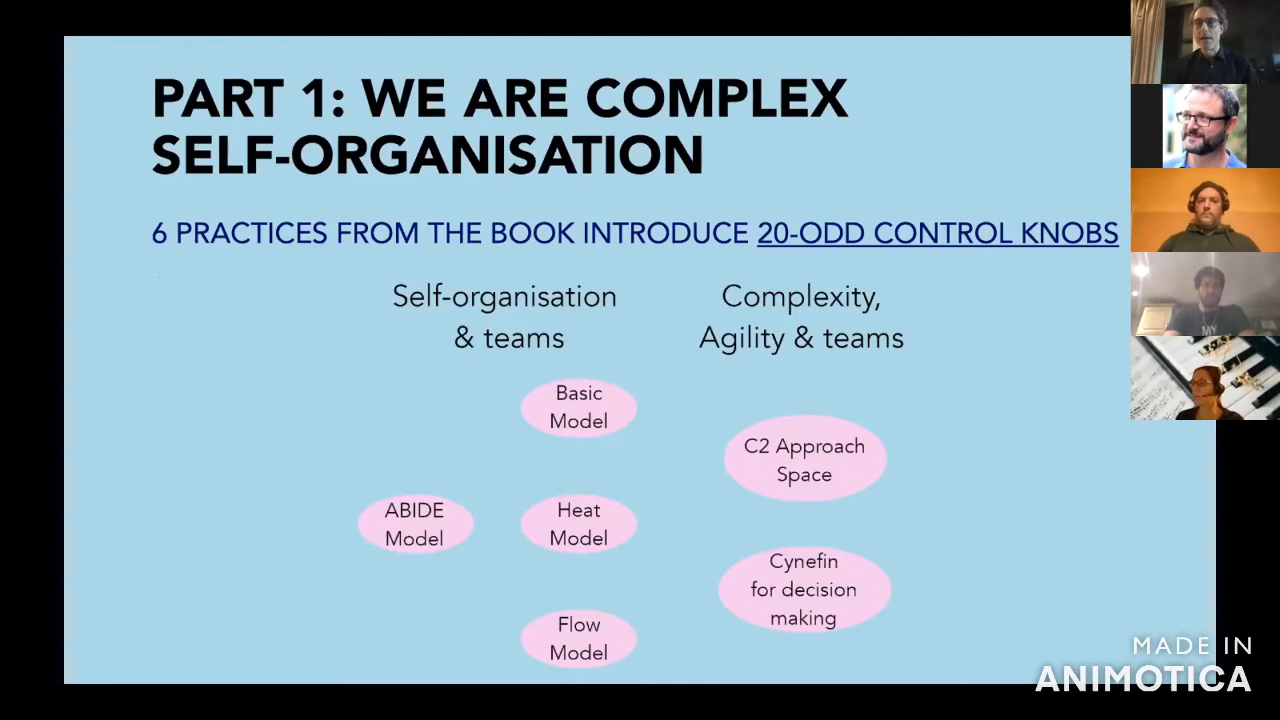 PART 1: WE ARE COMPLEX
SELF-ORGANISATION
6 PRACTICES FROM THE BOOK INTRODUCE 20-ODD CONTROL KNOBS
Self-organisation
& teams
Complexity,
Agility & teams
Basic
Model
C2 Approach
Space
ABIDE
Model
Heat
Model
Cynefin
for decision
making
Flow
Model
MY
MADE IN
ANIMOTICA